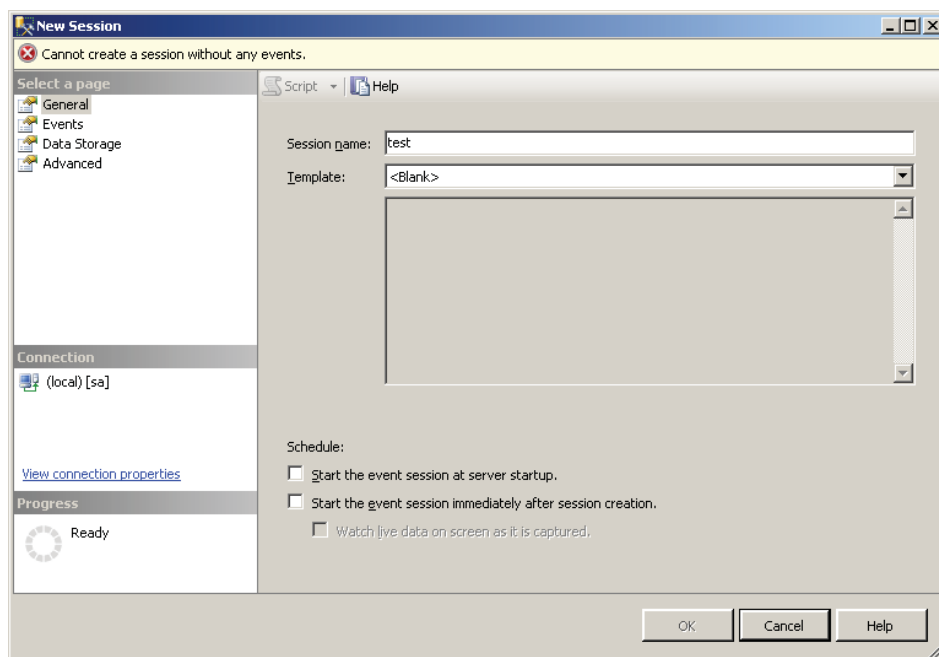 New Session
Cannot create a session without any events.
Select a page
General
Events
Data Storage
Advanced
Script
Help
Session name: test
Template: <Blank>
Connection
(local) [sa]
View connection properties
Progress
Ready
Schedule:
Start the event session at server startup.
Start the event session immediately after session creation.
Watch live data on screen as it is captured.
OK
Cancel
Help